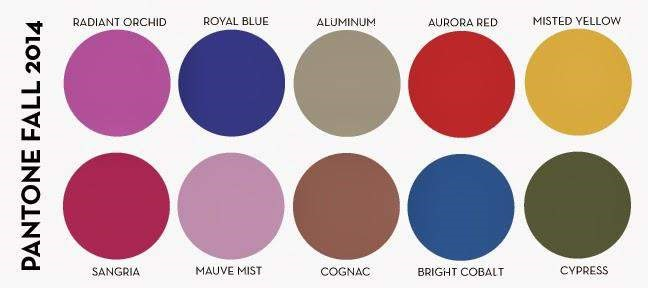 PANTONE FALL 2014
RADIANT ORCHID
ROYAL BLUE
ALUMINUM
AURORA RED
MISTED YELLOW
SANGRIA
MAUVE MIST
COGNAC
BRIGHT COBALT
CYPRESS